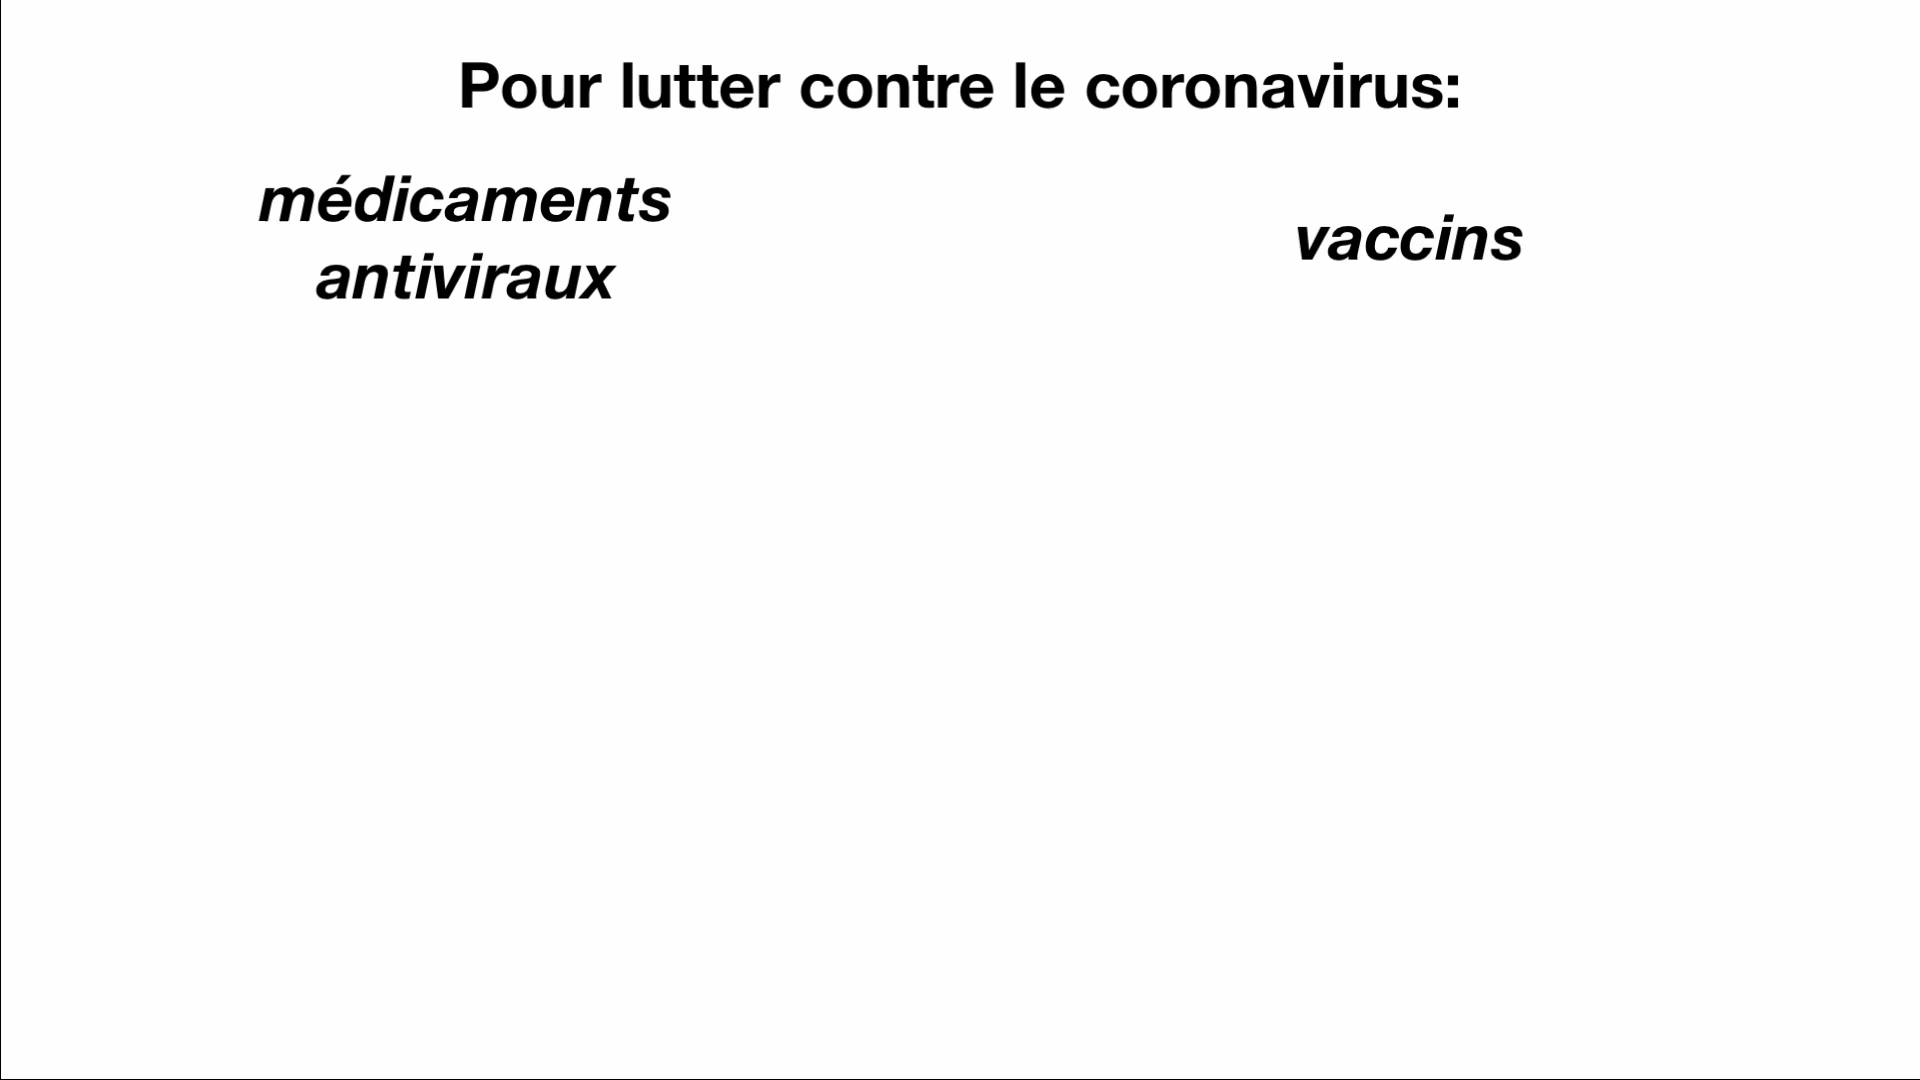 Pour lutter contre le coronavirus:
médicaments
antiviraux
vaccins